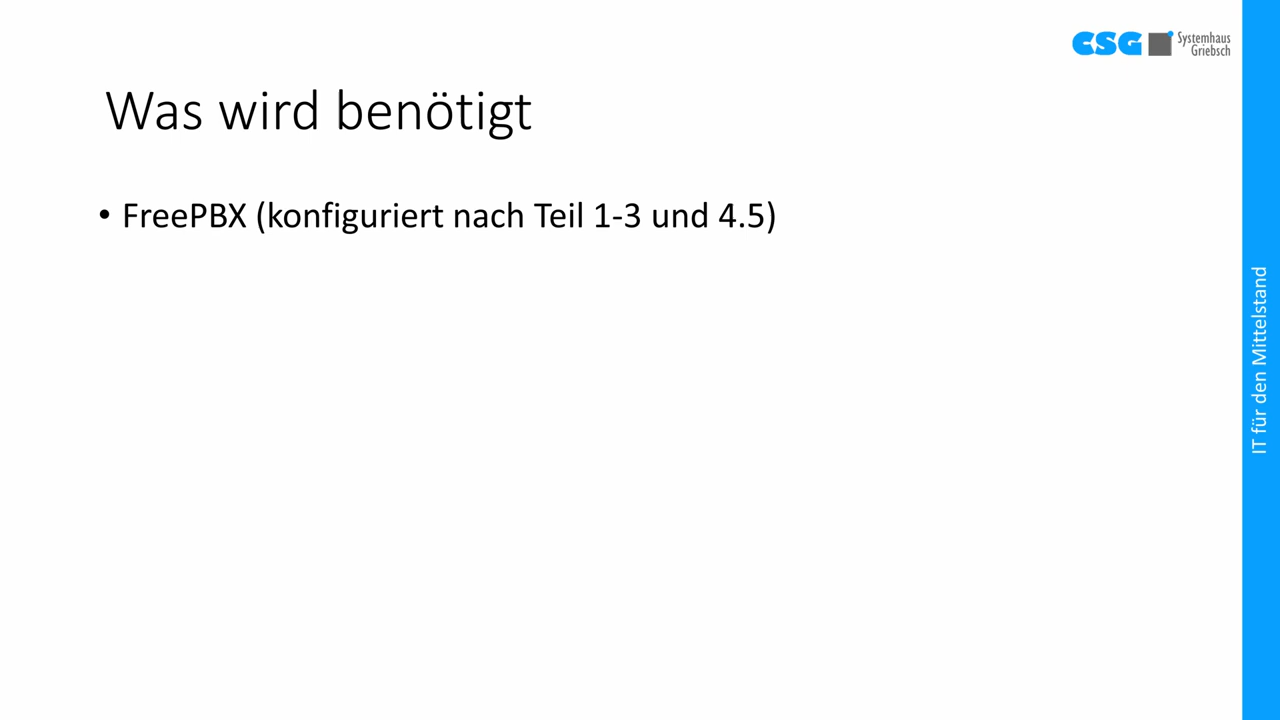 CSG Systemhaus
Griebsch
Was wird benötigt
• FreePBX (konfiguriert nach Teil 1-3 und 4.5)
IT für den Mittelstand